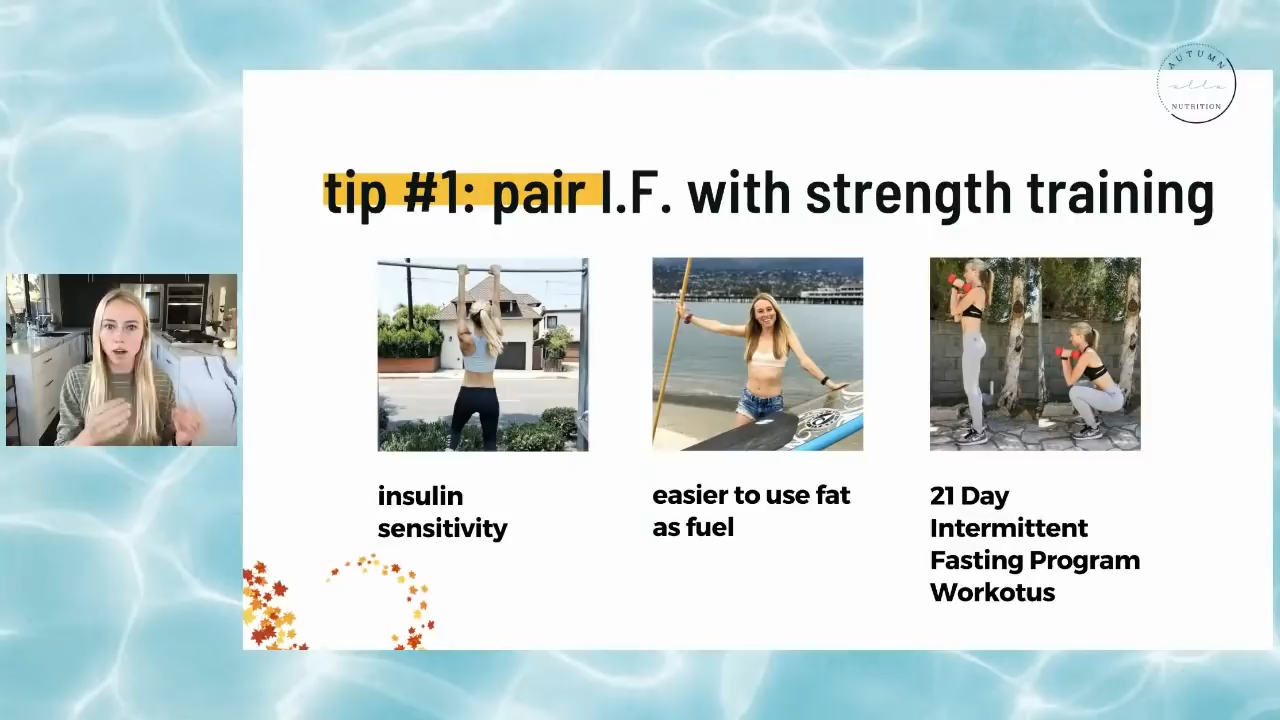 AUTUMN
elle
NUTRITION
tip #1: pair I.F. with strength training
insulin
sensitivity
easier to use fat
as fuel
21 Day
Intermittent
Fasting Program
Workotus